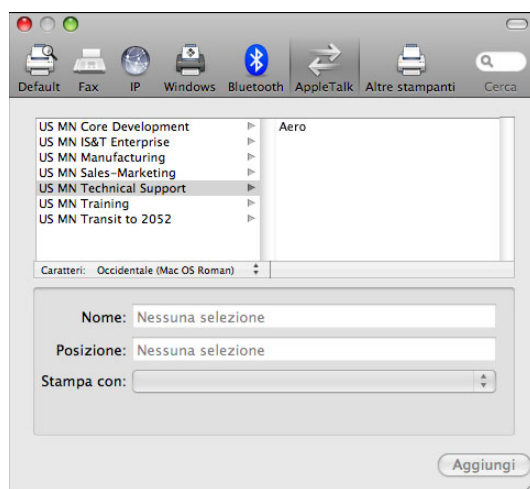 Default Fax IP Windows Bluetooth AppleTalk Altre stampanti Cerca
US MN Core Development Aero
US MN IS&T Enterprise
US MN Manufacturing
US MN Sales-Marketing
US MN Technical Support
US MN Training
US MN Transit to 2052
Caratteri: Occidentale (Mac OS Roman)
Nome: Nessuna selezione
Posizione: Nessuna selezione
Stampa con:
Aggiungi